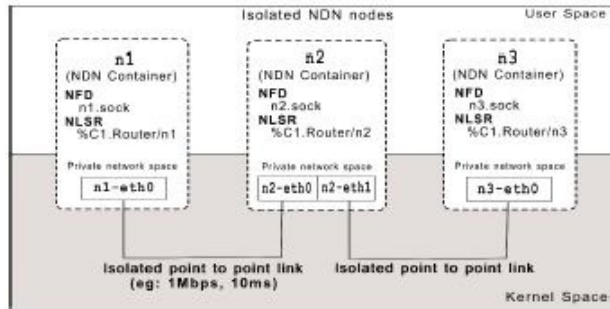 Isolated NDN nodes
User Space
n1
(NDN Container)
NFD
n1.sock
NLSR
%C1.Router/n1
Private network space
n1-eth0
n2
(NDN Container)
NFD
n2.sock
NLSR
%C1.Router/n2
Private network space
n2-eth0
n2-eth1
n3
(NDN Container)
NFD
n3.sock
NLSR
%C1.Router/n3
Private network space
n3-eth0
Isolated point to point link
(eg: 1Mbps, 10ms)
Isolated point to point link
Kernel Space